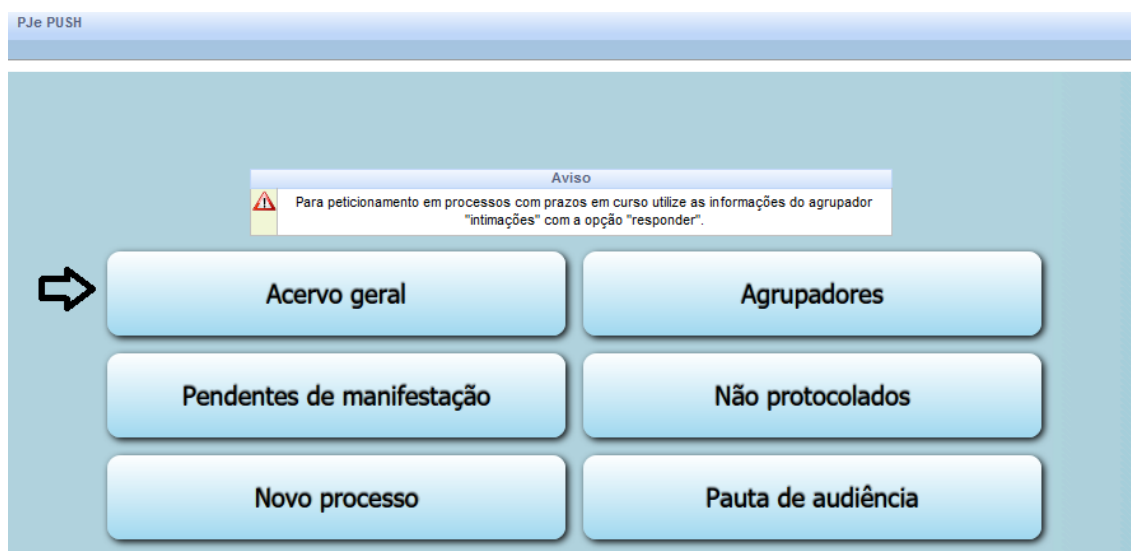 PJe PUSH
Aviso
Para peticionamento em processos com prazos em curso utilize as informações do agrupador
"intimações" com a opção "responder".
Acervo geral
Agrupadores
Pendentes de manifestação
Não protocolados
Novo processo
Pauta de audiência